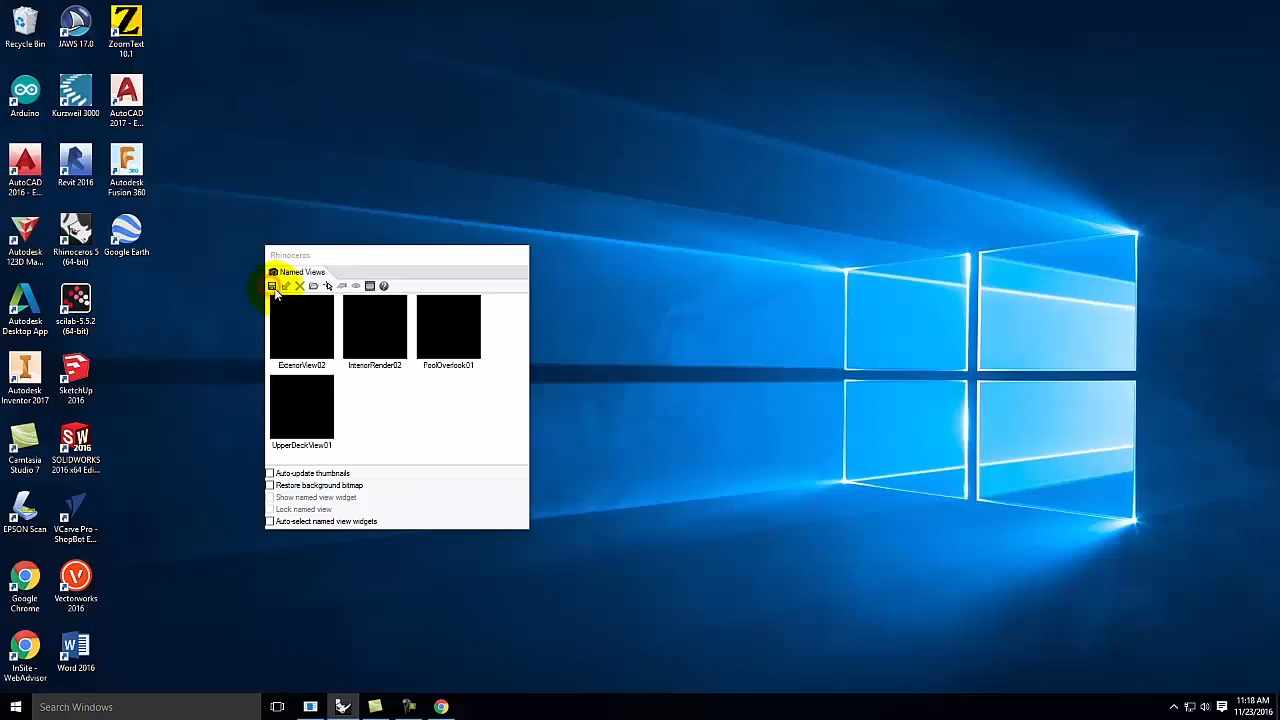 Recycle Bin
JAWS 17.0
ZoomText
10.1
Arduino
Kurzweil 3000
AutoCAD
2017 - E...
AutoCAD
2016 - E...
Revit 2016
Autodesk
Fusion 360
Autodesk
123D Ma...
Rhinoceros 5
(64-bit)
Google Earth
Autodesk
Desktop App
scilab-5.5.2
(64-bit)
Autodesk
Inventor 2017
SketchUp
2016
Camtasia
Studio 7
SOLIDWORKS
2016 x64 Edi...
EPSON Scan
VCarve Pro -
ShopBot E...
Google
Chrome
Vectorworks
2016
InSite -
WebAdvisor
Word 2016
Rhinoceros
Named Views
ExteriorView02
InteriorRender02
PoolOverlook01
UpperDeckView01
Auto-update thumbnails
Restore background bitmap
Show named view widget
Lock named view
Auto-select named view widgets
Search Windows
11:18 AM
11/23/2016